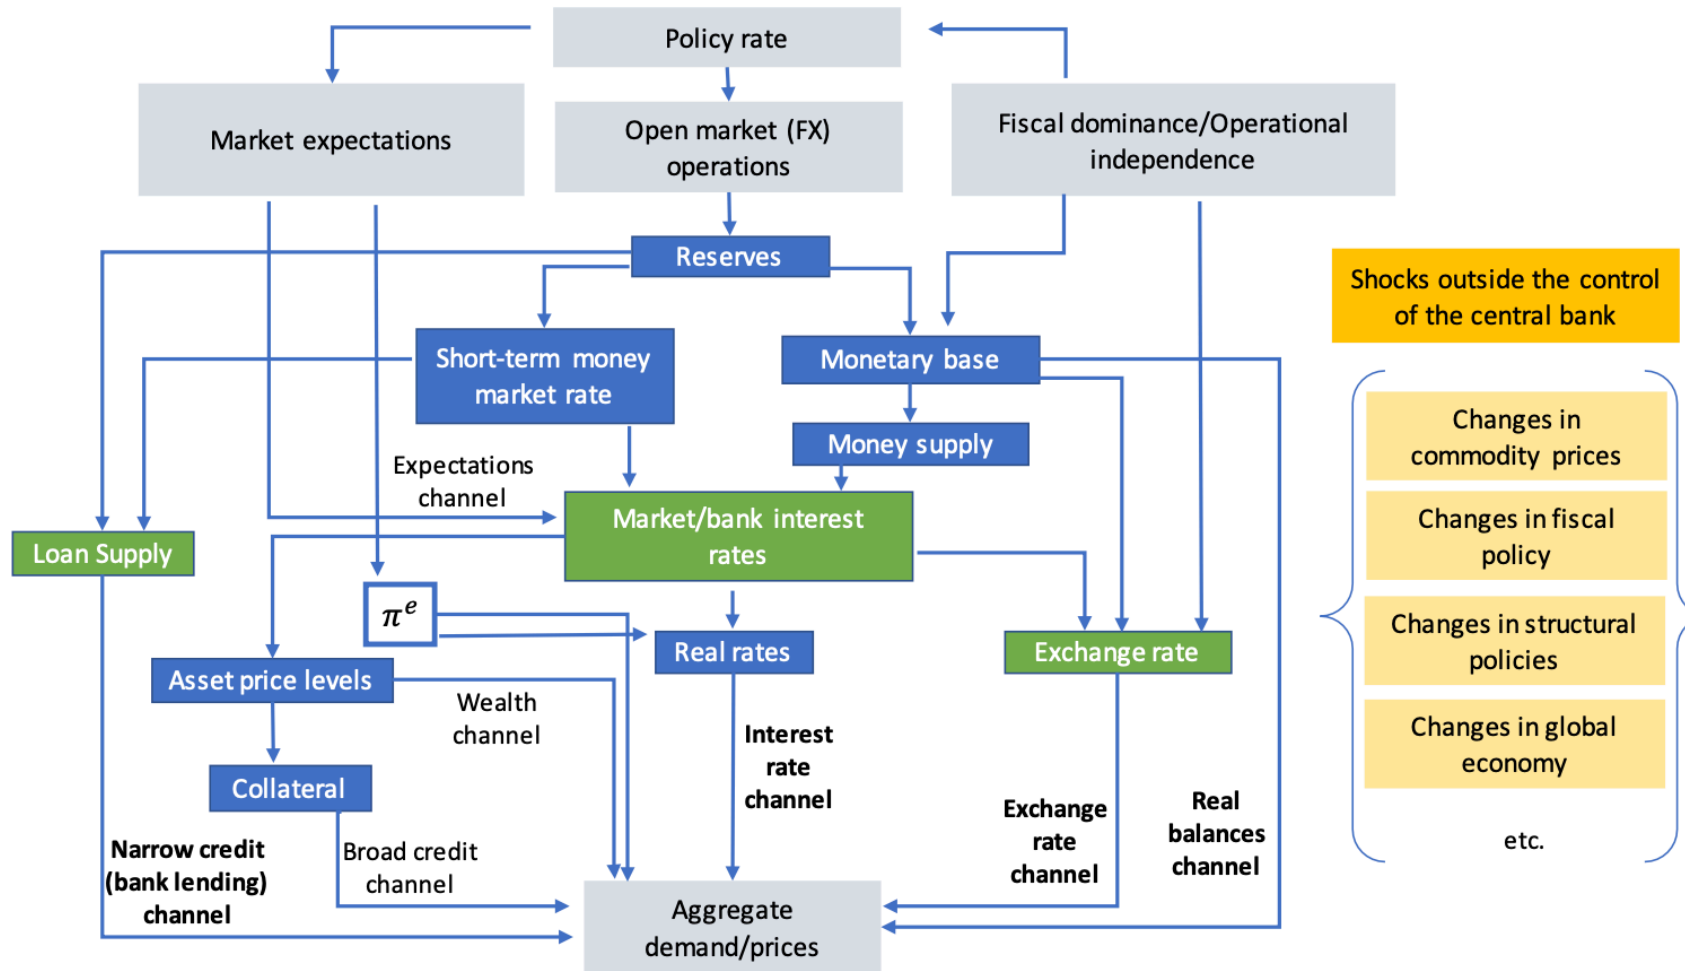 Policy rate
Market expectations
Open market (FX)
operations
Fiscal dominance/Operational
independence
Reserves
Shocks outside the control
of the central bank
Short-term money
market rate
Monetary base
Money supply
Changes in
commodity prices
Expectations
channel
Market/bank interest
rates
Changes in fiscal
policy
Loan Supply
πᵉ
Real rates
Exchange rate
Changes in structural
policies
Asset price levels
Wealth
channel
Interest
rate
channel
Changes in global
economy
Collateral
Exchange
rate
channel
Real
balances
channel
etc.
Narrow credit
(bank lending)
channel
Broad credit
channel
Aggregate
demand/prices